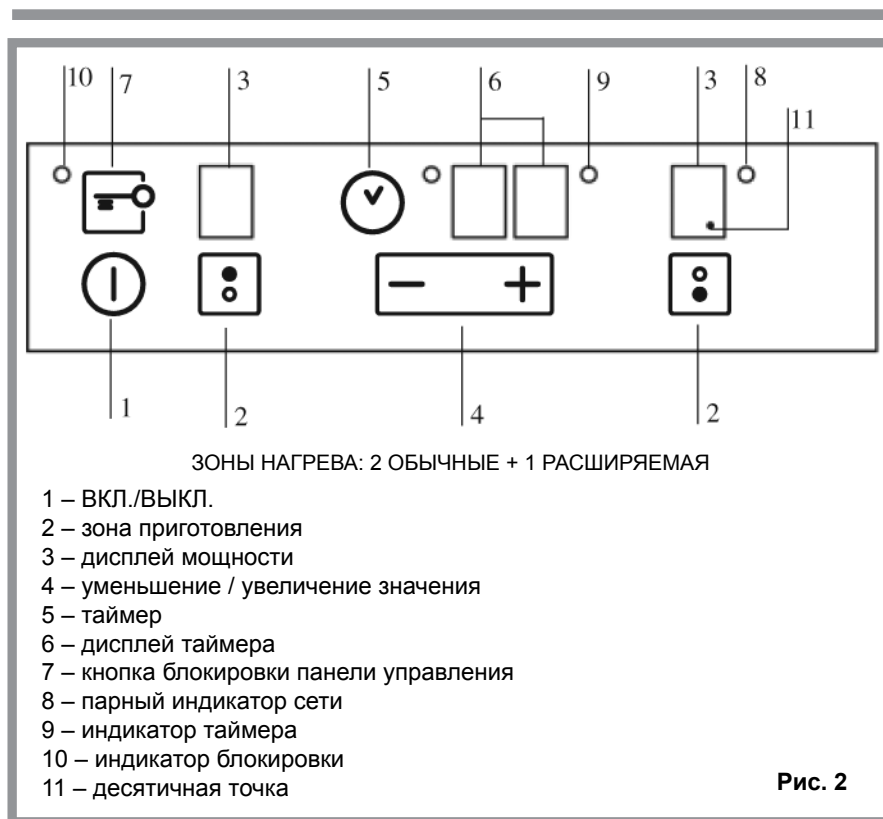 10 7 3 5 6 9 3 8
11
1 2 4 2
ЗОНЫ НАГРЕВА: 2 ОБЫЧНЫЕ + 1 РАСШИРЯЕМАЯ
1 – ВКЛ./ВЫКЛ.
2 – зона приготовления
3 – дисплей мощности
4 – уменьшение / увеличение значения
5 – таймер
6 – дисплей таймера
7 – кнопка блокировки панели управления
8 – парный индикатор сети
9 – индикатор таймера
10 – индикатор блокировки
11 – десятичная точка
Рис. 2